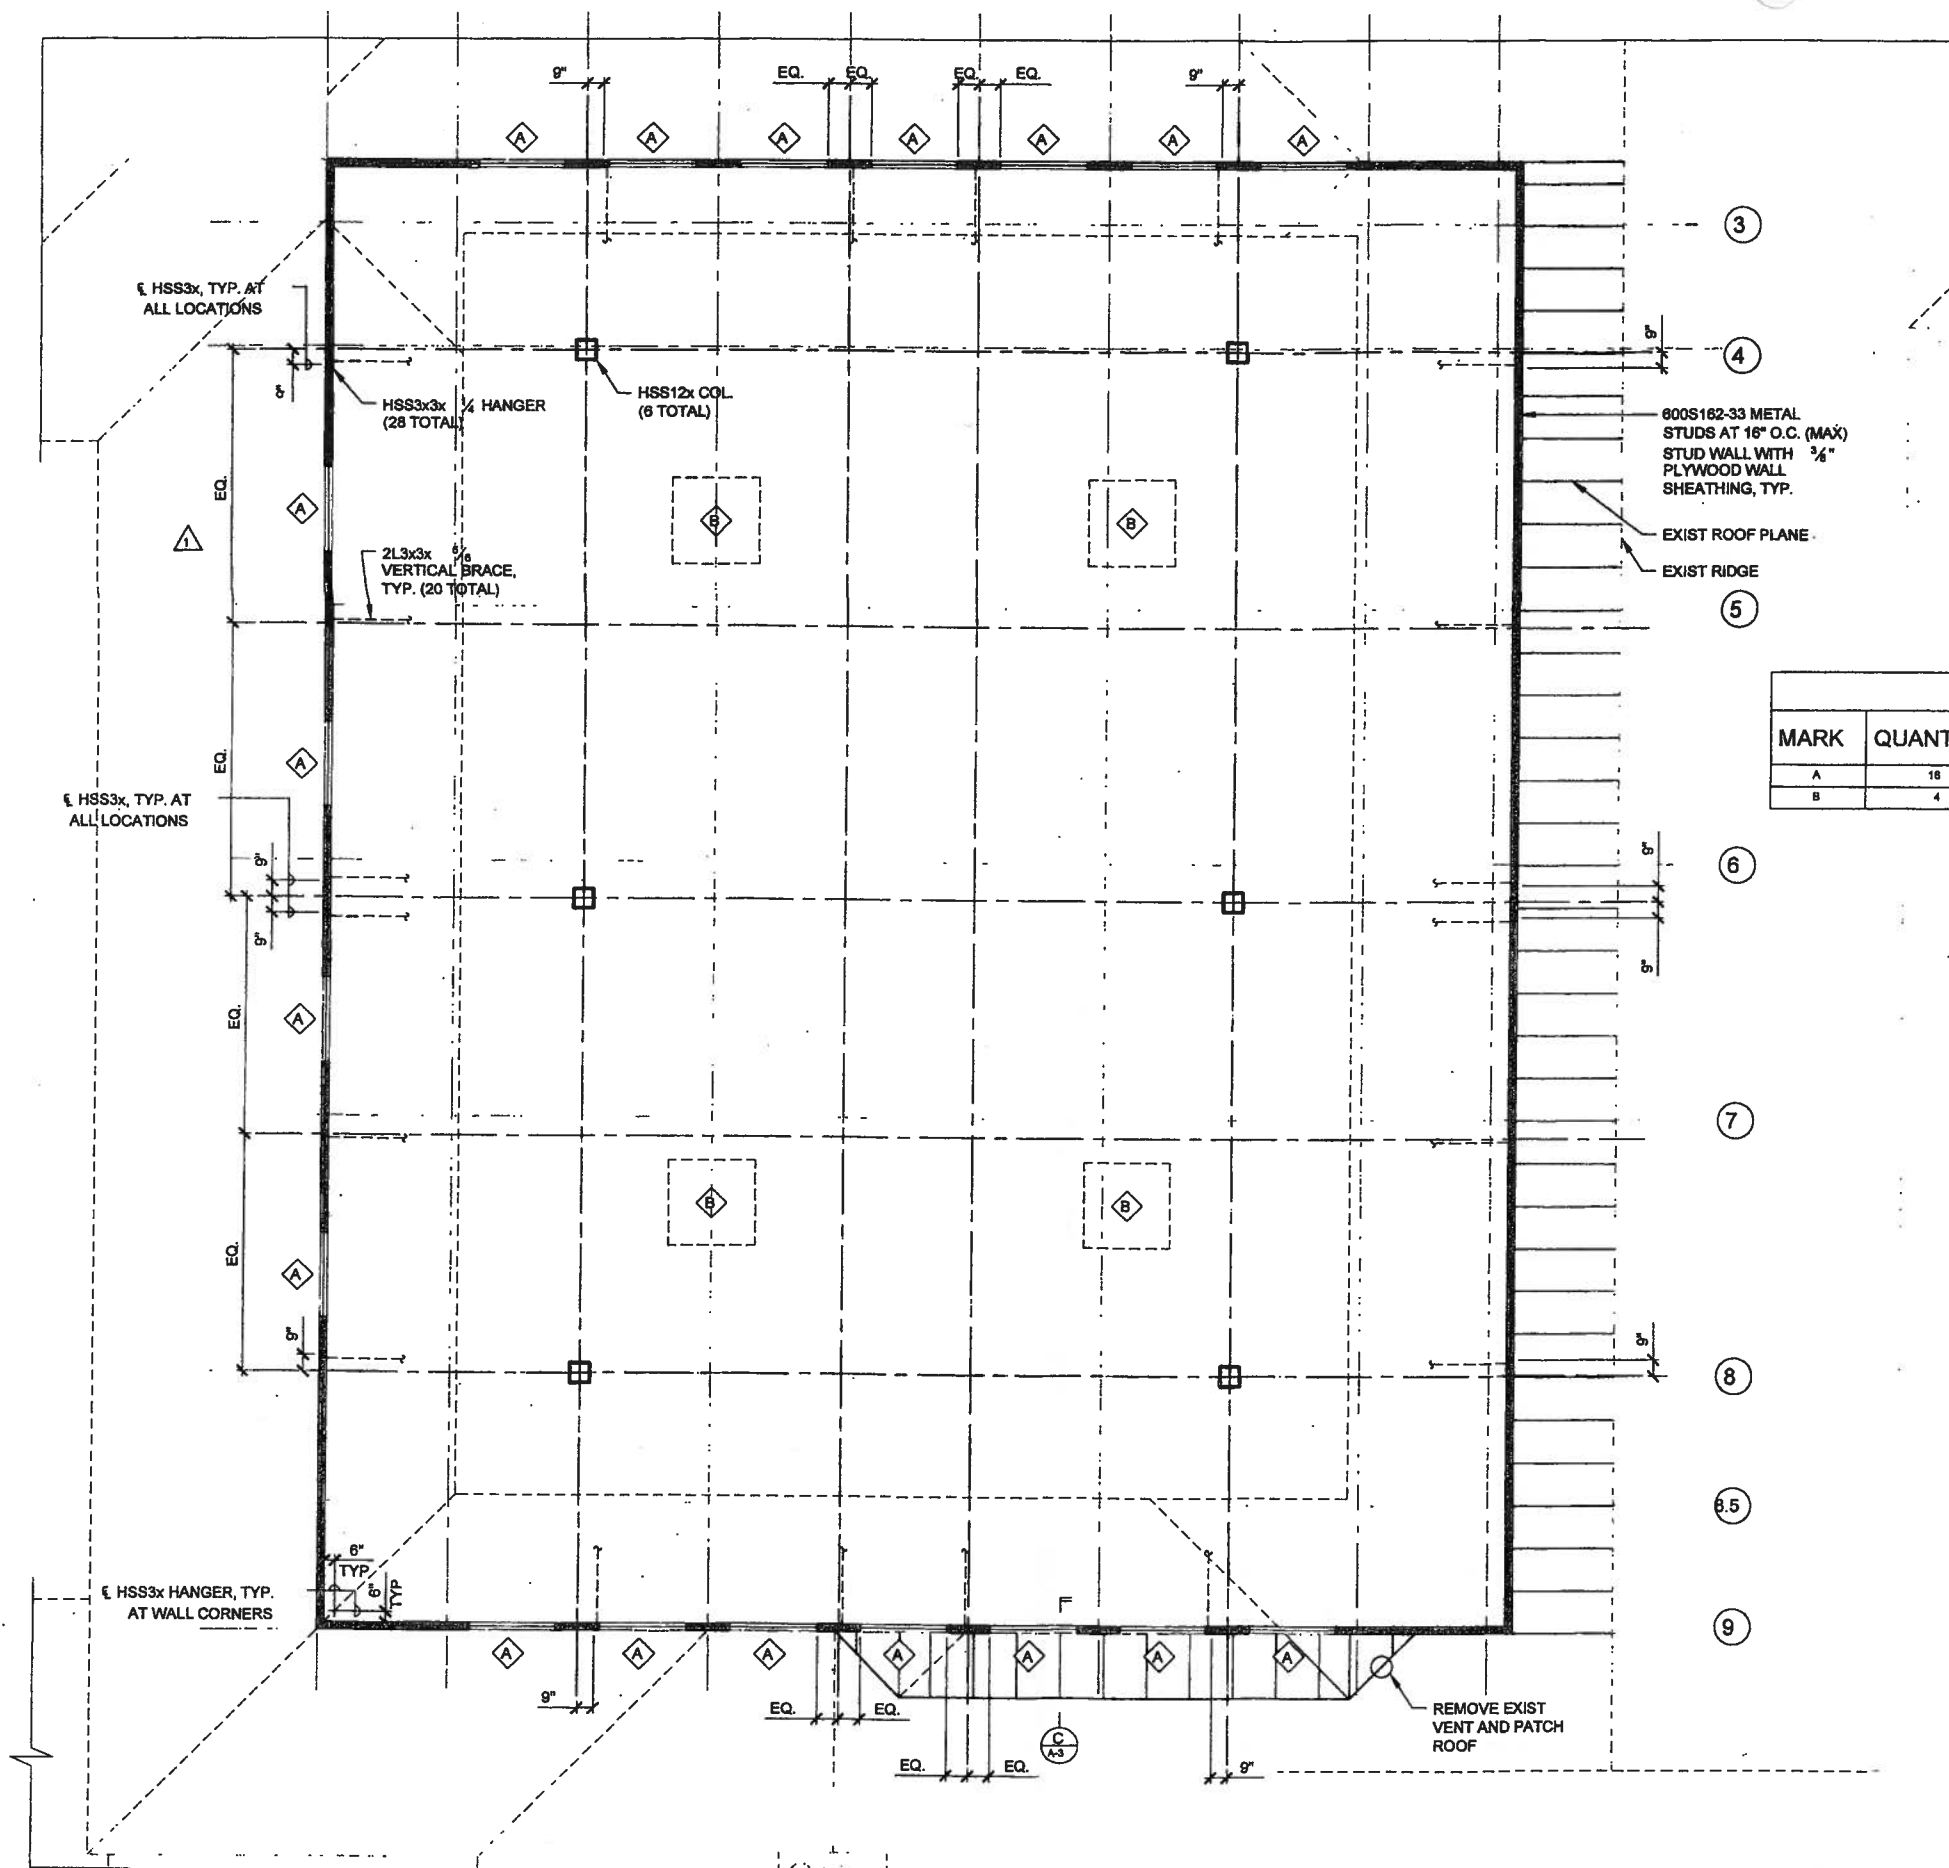 9"
EQ.
EQ.
EQ.
EQ.
9"
A
A
A
A
A
A
A
3
℄ HSS3x, TYP. AT
ALL LOCATIONS
9"
4
9"
HSS3x3x 1/4 HANGER
(28 TOTAL)
HSS12x COL.
(6 TOTAL)
600S162-33 METAL
STUDS AT 16" O.C. (MAX)
STUD WALL WITH 3/8"
PLYWOOD WALL
SHEATHING, TYP.
EQ.
A
B
B
1
EXIST ROOF PLANE
2L3x3x
VERTICAL BRACE,
TYP. (20 TOTAL)
EXIST RIDGE
5
MARK QUANT
A 16
B 4
EQ.
A
℄ HSS3x, TYP. AT
ALL LOCATIONS
9"
9"
6
9"
9"
EQ.
A
7
B
B
EQ.
A
9"
9"
8
8.5
6"
TYP
6"
TYP
℄ HSS3x HANGER, TYP.
AT WALL CORNERS
9
A
A
A
A
A
A
A
9"
EQ.
EQ.
REMOVE EXIST
VENT AND PATCH
ROOF
C
A-3
EQ.
EQ.
9"